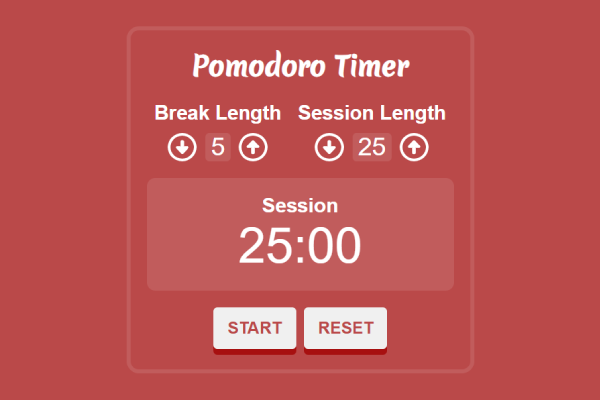 Pomodoro Timer
Break Length Session Length
5 25
Session
25:00
START RESET